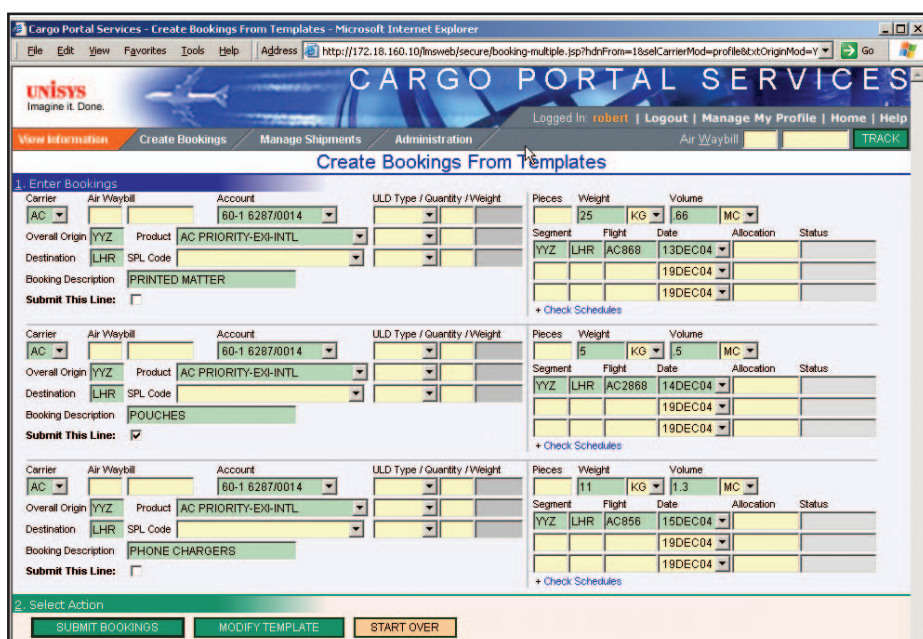 Cargo Portal Services - Create Bookings From Templates - Microsoft Internet Explorer
File Edit View Favorites Tools Help Address http://172.18.160.10/lmsweb/secure/booking-multiple.jsp?hdnFrom=1&selCarrierMod=profile&txtOriginMod=Y Go
UNISYS
Imagine it. Done.
CARGO PORTAL SERVICES
Logged In: robert | Logout | Manage My Profile | Home | Help
View Information Create Bookings Manage Shipments Administration Air Waybill TRACK
Create Bookings From Templates
1. Enter Bookings
Carrier Air Waybill Account ULD Type / Quantity / Weight Pieces Weight Volume
AC 60-1 6287/0014 25 KG .66 MC
Overall Origin YYZ Product AC PRIORITY-EXI-INTL Segment Flight Date Allocation Status
Destination LHR SPL Code YYZ LHR AC868 13DEC04
Booking Description PRINTED MATTER 19DEC04
Submit This Line: 19DEC04
+ Check Schedules
Carrier Air Waybill Account ULD Type / Quantity / Weight Pieces Weight Volume
AC 60-1 6287/0014 5 KG .5 MC
Overall Origin YYZ Product AC PRIORITY-EXI-INTL Segment Flight Date Allocation Status
Destination LHR SPL Code YYZ LHR AC2868 14DEC04
Booking Description POUCHES 19DEC04
Submit This Line: 19DEC04
+ Check Schedules
Carrier Air Waybill Account ULD Type / Quantity / Weight Pieces Weight Volume
AC 60-1 6287/0014 11 KG 1.3 MC
Overall Origin YYZ Product AC PRIORITY-EXI-INTL Segment Flight Date Allocation Status
Destination LHR SPL Code YYZ LHR AC856 15DEC04
Booking Description PHONE CHARGERS 19DEC04
Submit This Line: 19DEC04
+ Check Schedules
2. Select Action
SUBMIT BOOKINGS MODIFY TEMPLATE START OVER